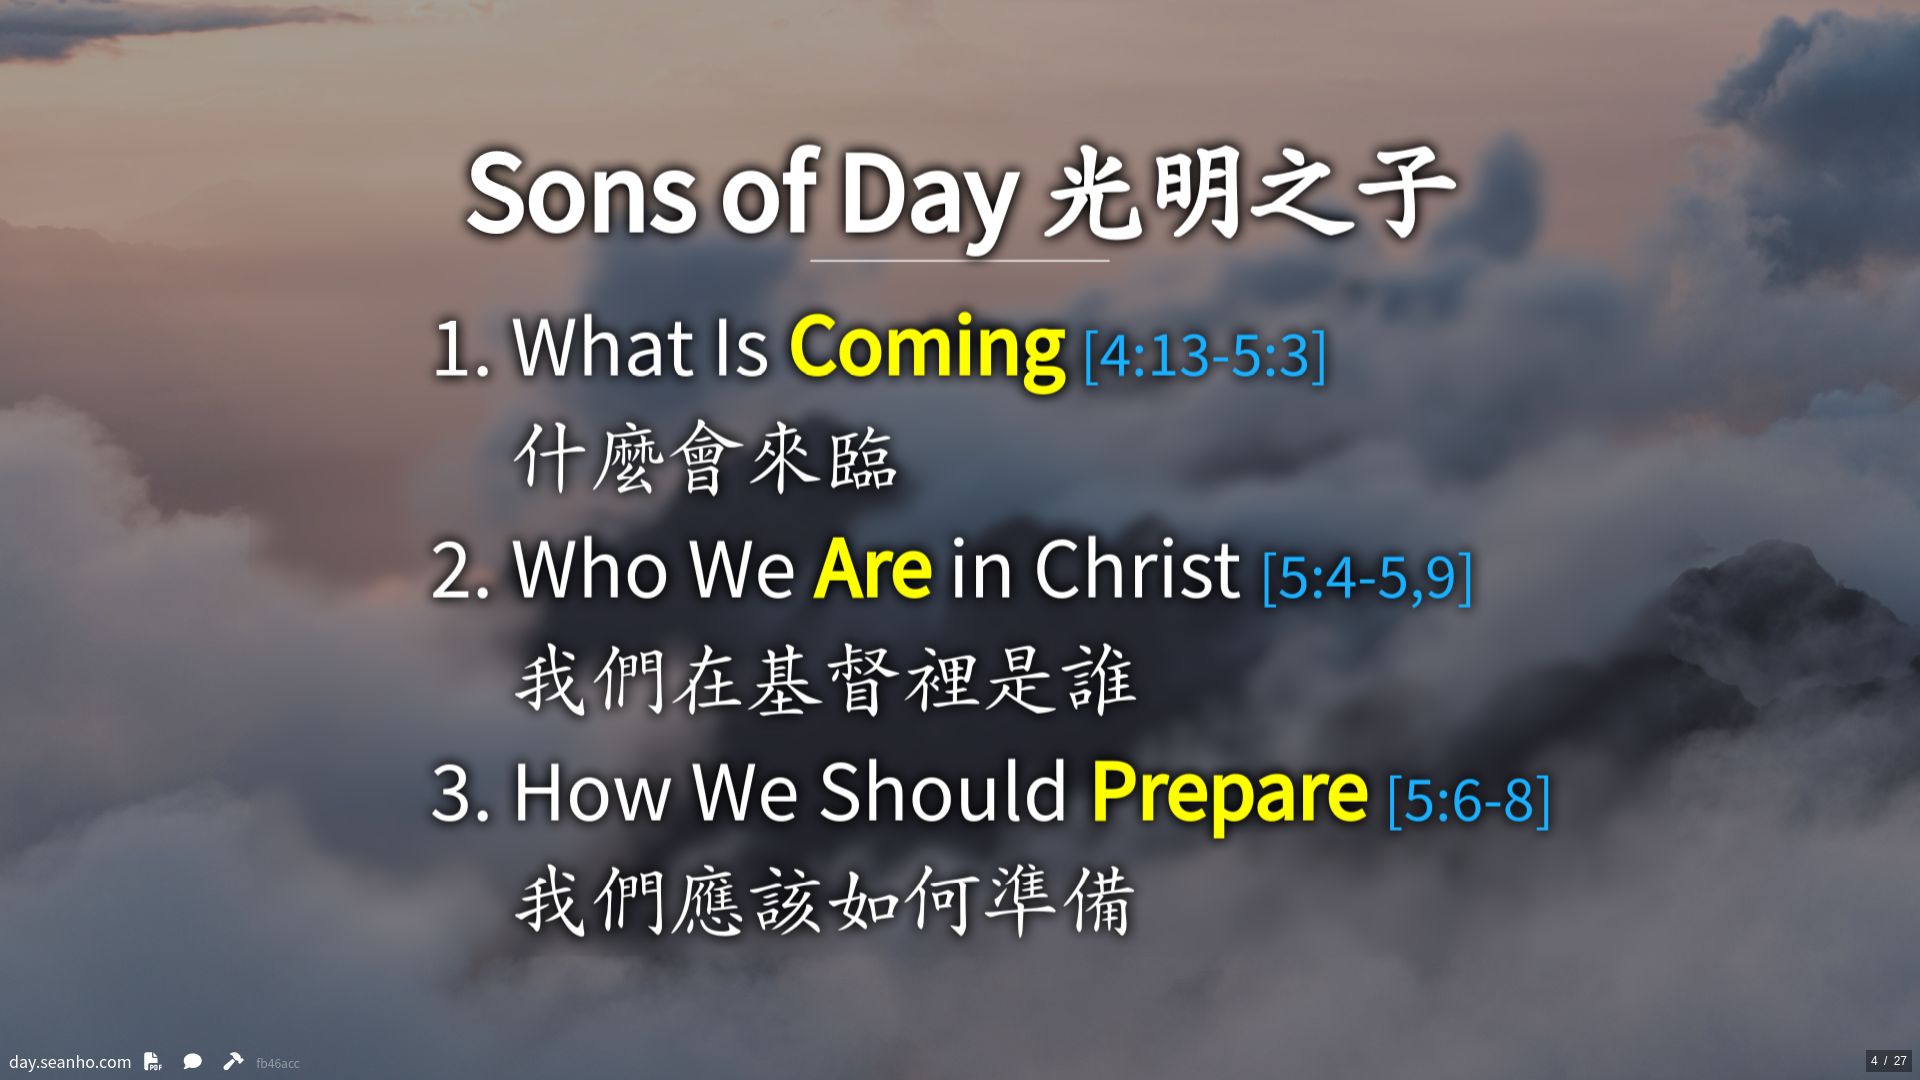 Sons of Day 光明之子
1. What Is Coming [4:13-5:3]
什麼會來臨
2. Who We Are in Christ [5:4-5,9]
我們在基督裡是誰
3. How We Should Prepare [5:6-8]
我們應該如何準備
day.seanho.com PDF fb46acc
4 / 27